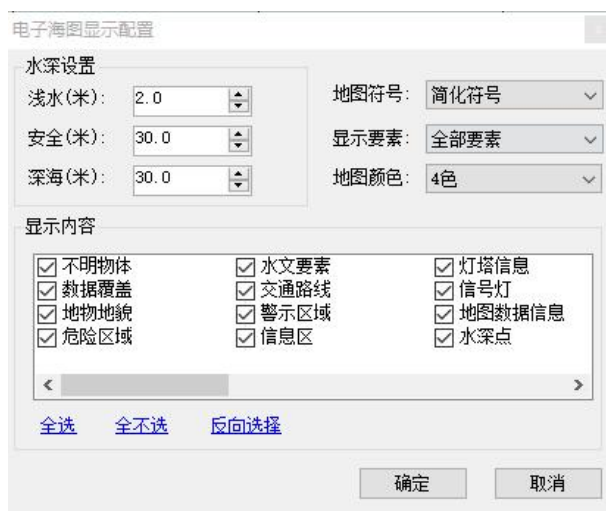 电子海图显示配置
水深设置
浅水(米): 2.0
地图符号: 简化符号
安全(米): 30.0
显示要素: 全部要素
深海(米): 30.0
地图颜色: 4色
显示内容
不明物体 水文要素 灯塔信息
数据覆盖 交通路线 信号灯
地物地貌 警示区域 地图数据信息
危险区域 信息区 水深点
全选 全不选 反向选择
确定 取消